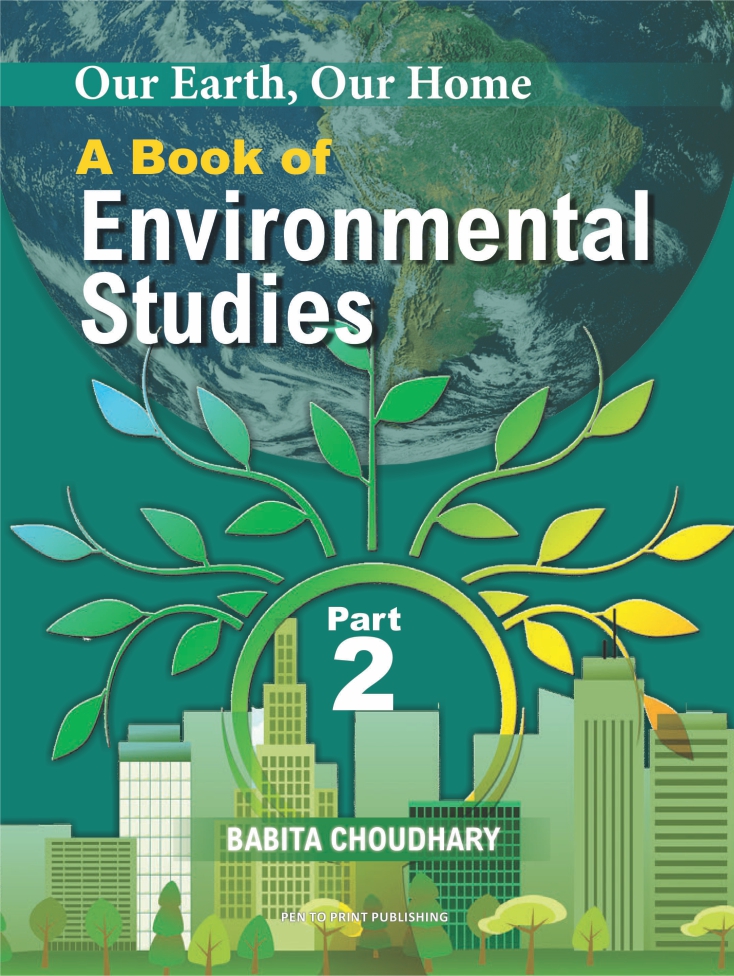 Our Earth, Our Home
A Book of
Environmental
Studies
Part
2
BABITA CHOUDHARY
PEN TO PRINT PUBLISHING